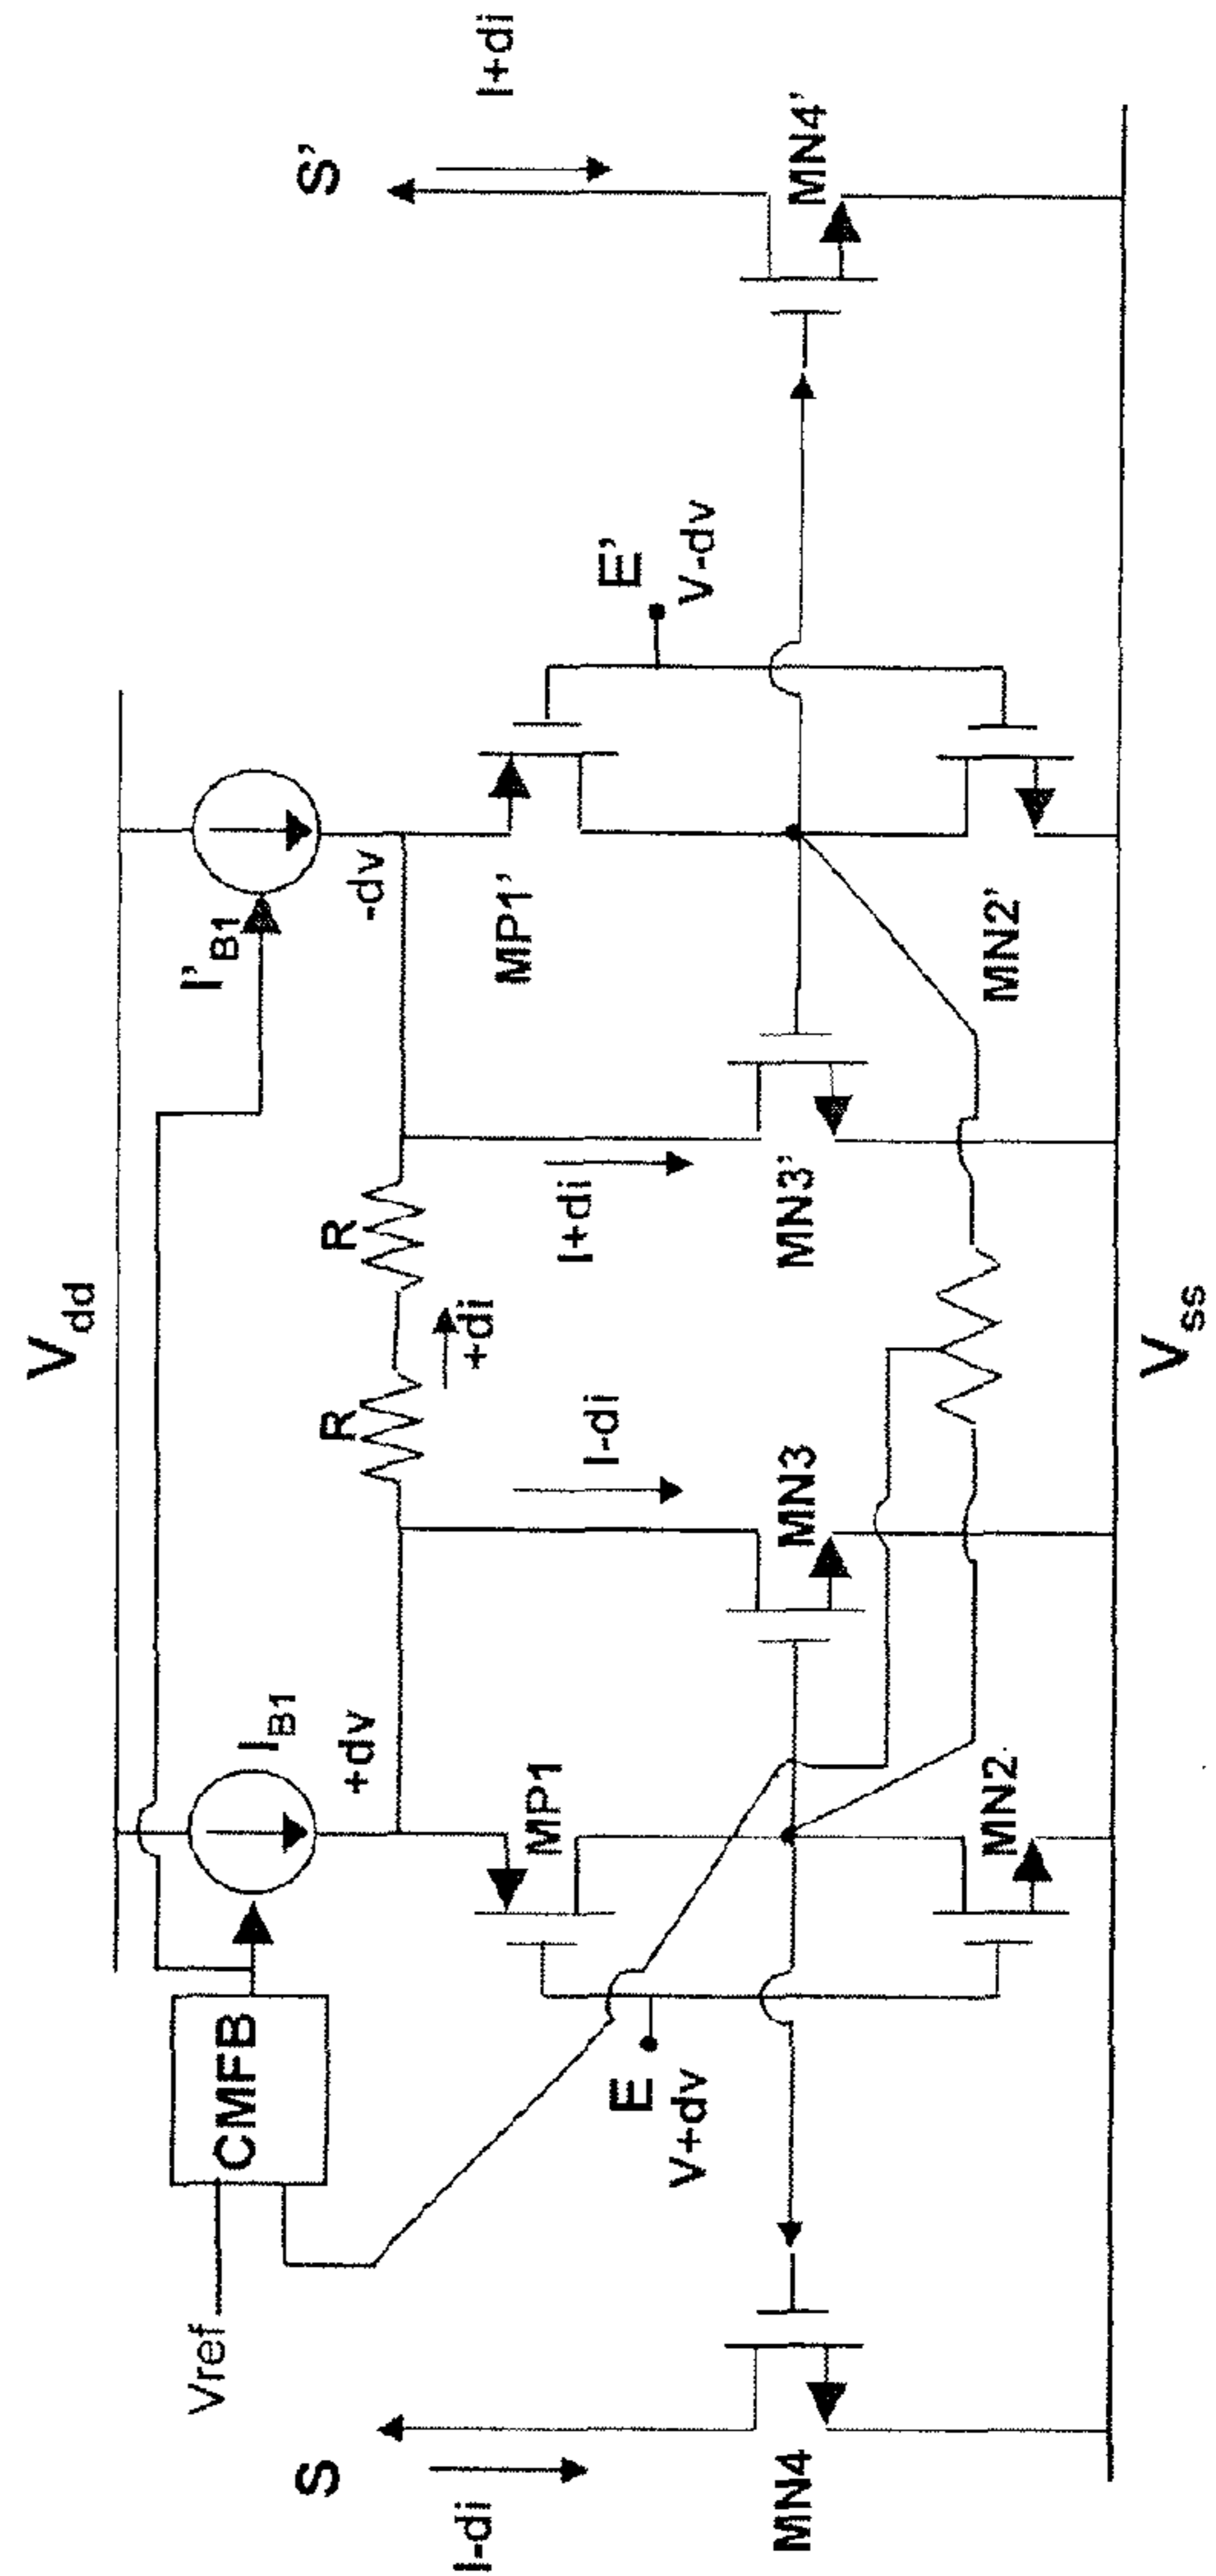 Vdd
Vref
CMFB
IB1
I'B1
+dv
-dv
R
R
+di
S
I-di
S'
I+di
I-di
I+di
MP1
MP1'
E
V+dv
E'
V-dv
MN4
MN3
MN3'
MN4'
MN2
MN2'
Vss